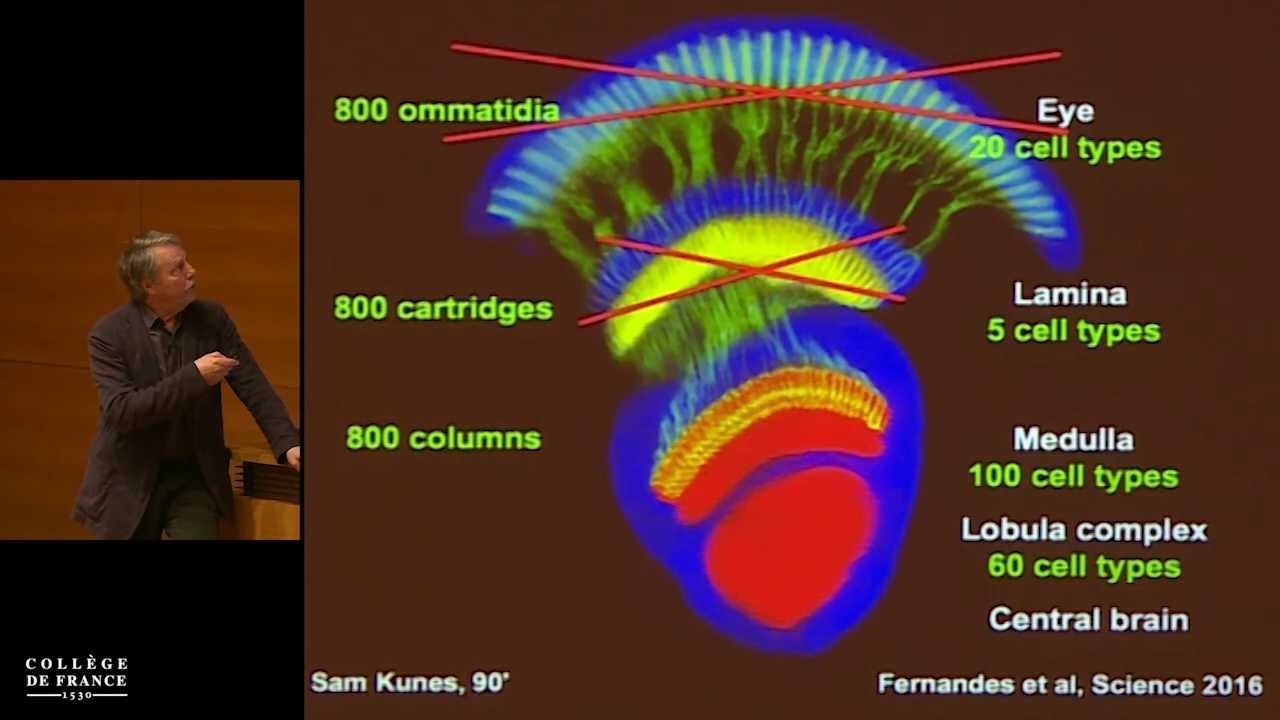 800 ommatidia
Eye
20 cell types
800 cartridges
Lamina
5 cell types
800 columns
Medulla
100 cell types
Lobula complex
60 cell types
Central brain
Sam Kunes, 90'
Fernandes et al, Science 2016
COLLÈGE
DE FRANCE
1530